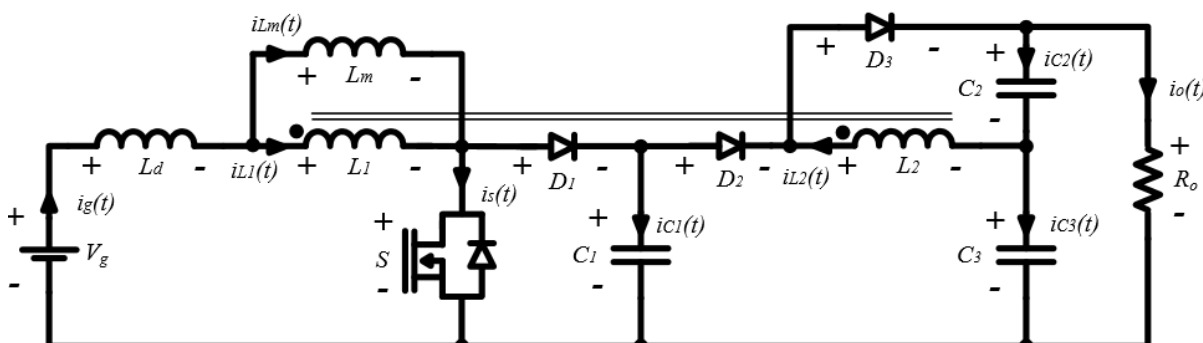 iLm(t)
+ Lm -
+ D3 -
+ iC2(t)
C2
-
io(t)
+ Ld -
iL1(t)
+ L1 -
+ D1 -
+ D2 -
iL2(t)
+ L2 -
+
Ro
-
+ ig(t)
Vg
-
is(t)
+
S
-
+ iC1(t)
C1
-
+ iC3(t)
C3
-